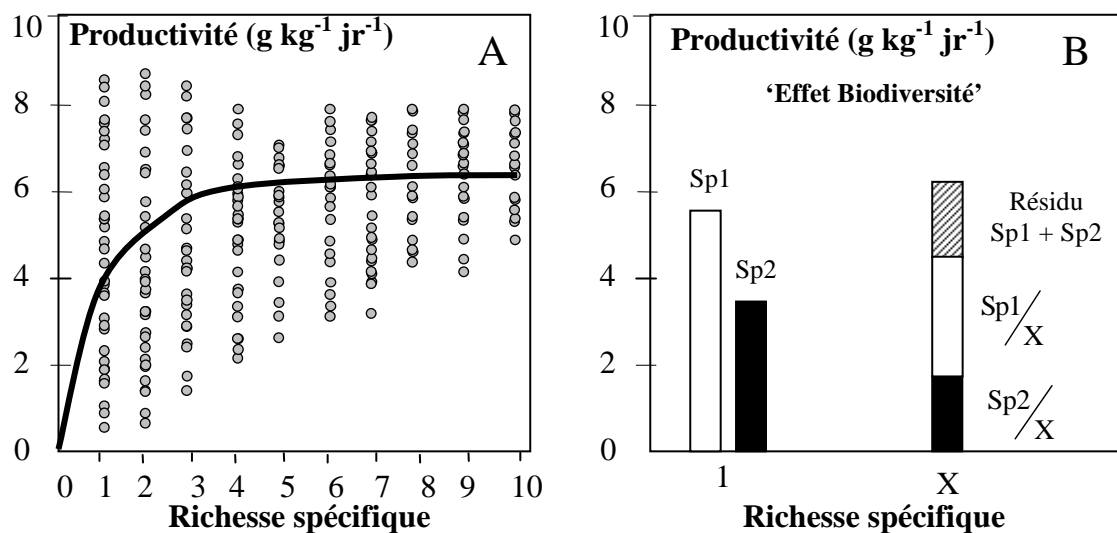 Productivité (g kg⁻¹ jr⁻¹)
A
10
8
6
4
2
0
0 1 2 3 4 5 6 7 8 9 10
Richesse spécifique
Productivité (g kg⁻¹ jr⁻¹)
B
‘Effet Biodiversité’
10
8
6
4
2
0
Sp1
Sp2
Résidu
Sp1 + Sp2
Sp1/X
Sp2/X
1 X
Richesse spécifique